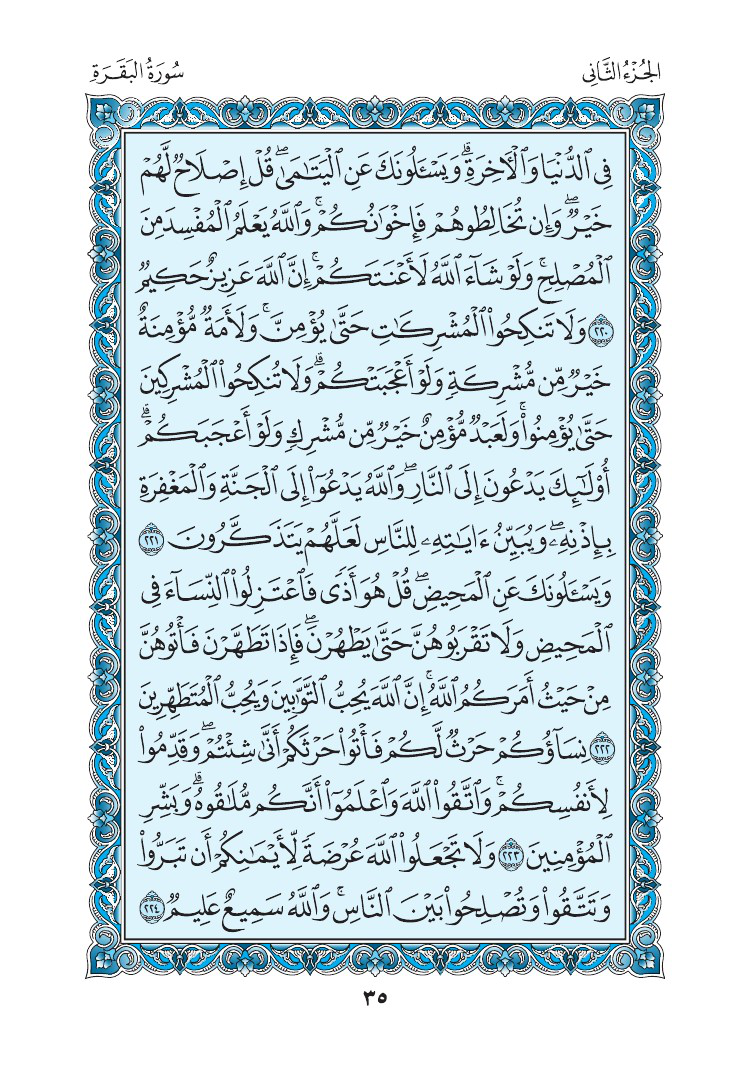 الجُزْءُ الثَّانِي
سُورَةُ البَقَرَةِ
فِي ٱلدُّنْيَا وَٱلْأَخِرَةِۗ وَيَسْـَٔلُونَكَ عَنِ ٱلْيَتَٰمَىٰۖ قُلْ إِصْلَاحٌ لَّهُمْ
خَيْرٌۖ وَإِن تُخَالِطُوهُمْ فَإِخْوَٰنُكُمْۚ وَٱللَّهُ يَعْلَمُ ٱلْمُفْسِدَ مِنَ
ٱلْمُصْلِحِۚ وَلَوْ شَآءَ ٱللَّهُ لَأَعْنَتَكُمْۚ إِنَّ ٱللَّهَ عَزِيزٌ حَكِيمٌ
٢٢٠ وَلَا تَنكِحُوا۟ ٱلْمُشْرِكَٰتِ حَتَّىٰ يُؤْمِنَّۚ وَلَأَمَةٌ مُّؤْمِنَةٌ
خَيْرٌ مِّن مُّشْرِكَةٍ وَلَوْ أَعْجَبَتْكُمْۗ وَلَا تُنكِحُوا۟ ٱلْمُشْرِكِينَ
حَتَّىٰ يُؤْمِنُوا۟ۚ وَلَعَبْدٌ مُّؤْمِنٌ خَيْرٌ مِّن مُّشْرِكٍ وَلَوْ أَعْجَبَكُمْۗ
أُو۟لَٰٓئِكَ يَدْعُونَ إِلَى ٱلنَّارِۖ وَٱللَّهُ يَدْعُوٓا۟ إِلَى ٱلْجَنَّةِ وَٱلْمَغْفِرَةِ
بِإِذْنِهِۦۖ وَيُبَيِّنُ ءَايَٰتِهِۦ لِلنَّاسِ لَعَلَّهُمْ يَتَذَكَّرُونَ ٢٢١
وَيَسْـَٔلُونَكَ عَنِ ٱلْمَحِيضِۖ قُلْ هُوَ أَذًى فَٱعْتَزِلُوا۟ ٱلنِّسَآءَ فِي
ٱلْمَحِيضِ وَلَا تَقْرَبُوهُنَّ حَتَّىٰ يَطْهُرْنَۖ فَإِذَا تَطَهَّرْنَ فَأْتُوهُنَّ
مِنْ حَيْثُ أَمَرَكُمُ ٱللَّهُۚ إِنَّ ٱللَّهَ يُحِبُّ ٱلتَّوَّٰبِينَ وَيُحِبُّ ٱلْمُتَطَهِّرِينَ
٢٢٢ نِسَآؤُكُمْ حَرْثٌ لَّكُمْ فَأْتُوا۟ حَرْثَكُمْ أَنَّىٰ شِئْتُمْۖ وَقَدِّمُوا۟
لِأَنفُسِكُمْۚ وَٱتَّقُوا۟ ٱللَّهَ وَٱعْلَمُوٓا۟ أَنَّكُم مُّلَٰقُوهُۗ وَبَشِّرِ
ٱلْمُؤْمِنِينَ ٢٢٣ وَلَا تَجْعَلُوا۟ ٱللَّهَ عُرْضَةً لِّأَيْمَٰنِكُمْ أَن تَبَرُّوا۟
وَتَتَّقُوا۟ وَتُصْلِحُوا۟ بَيْنَ ٱلنَّاسِۚ وَٱللَّهُ سَمِيعٌ عَلِيمٌ ٢٢٤
٣٥